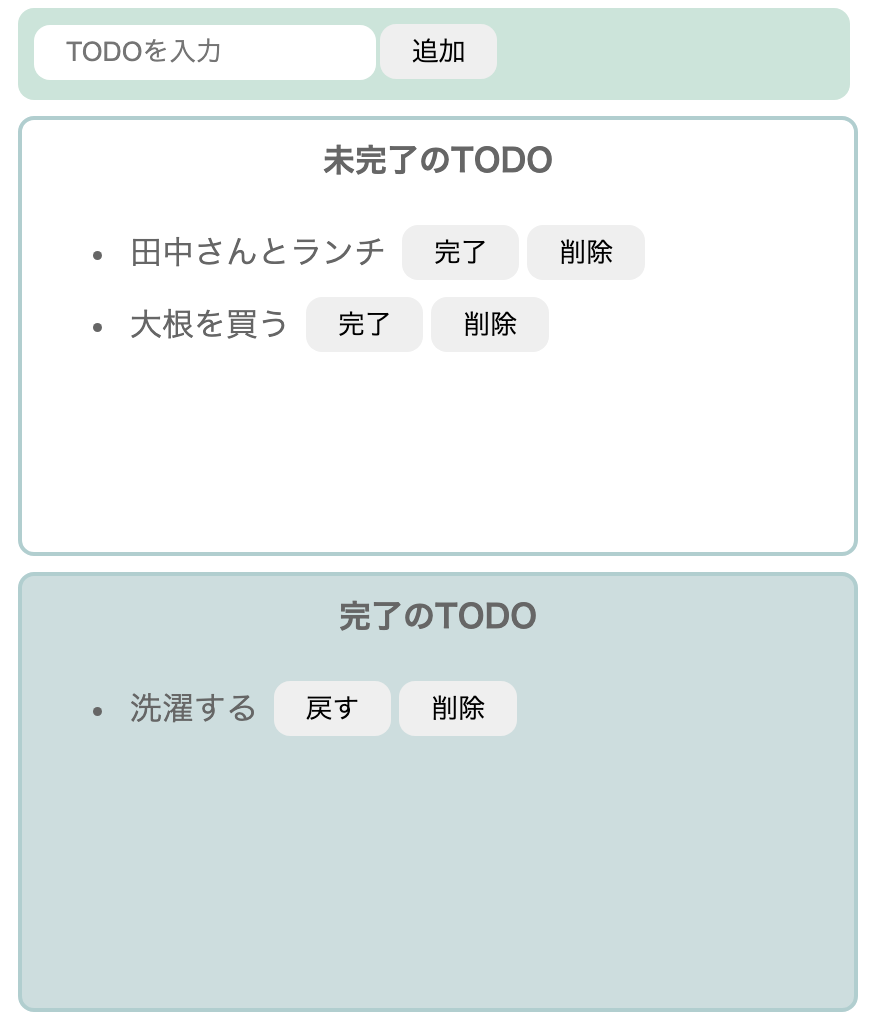 TODOを入力 追加
未完了のTODO
• 田中さんとランチ 完了 削除
• 大根を買う 完了 削除
完了のTODO
• 洗濯する 戻す 削除